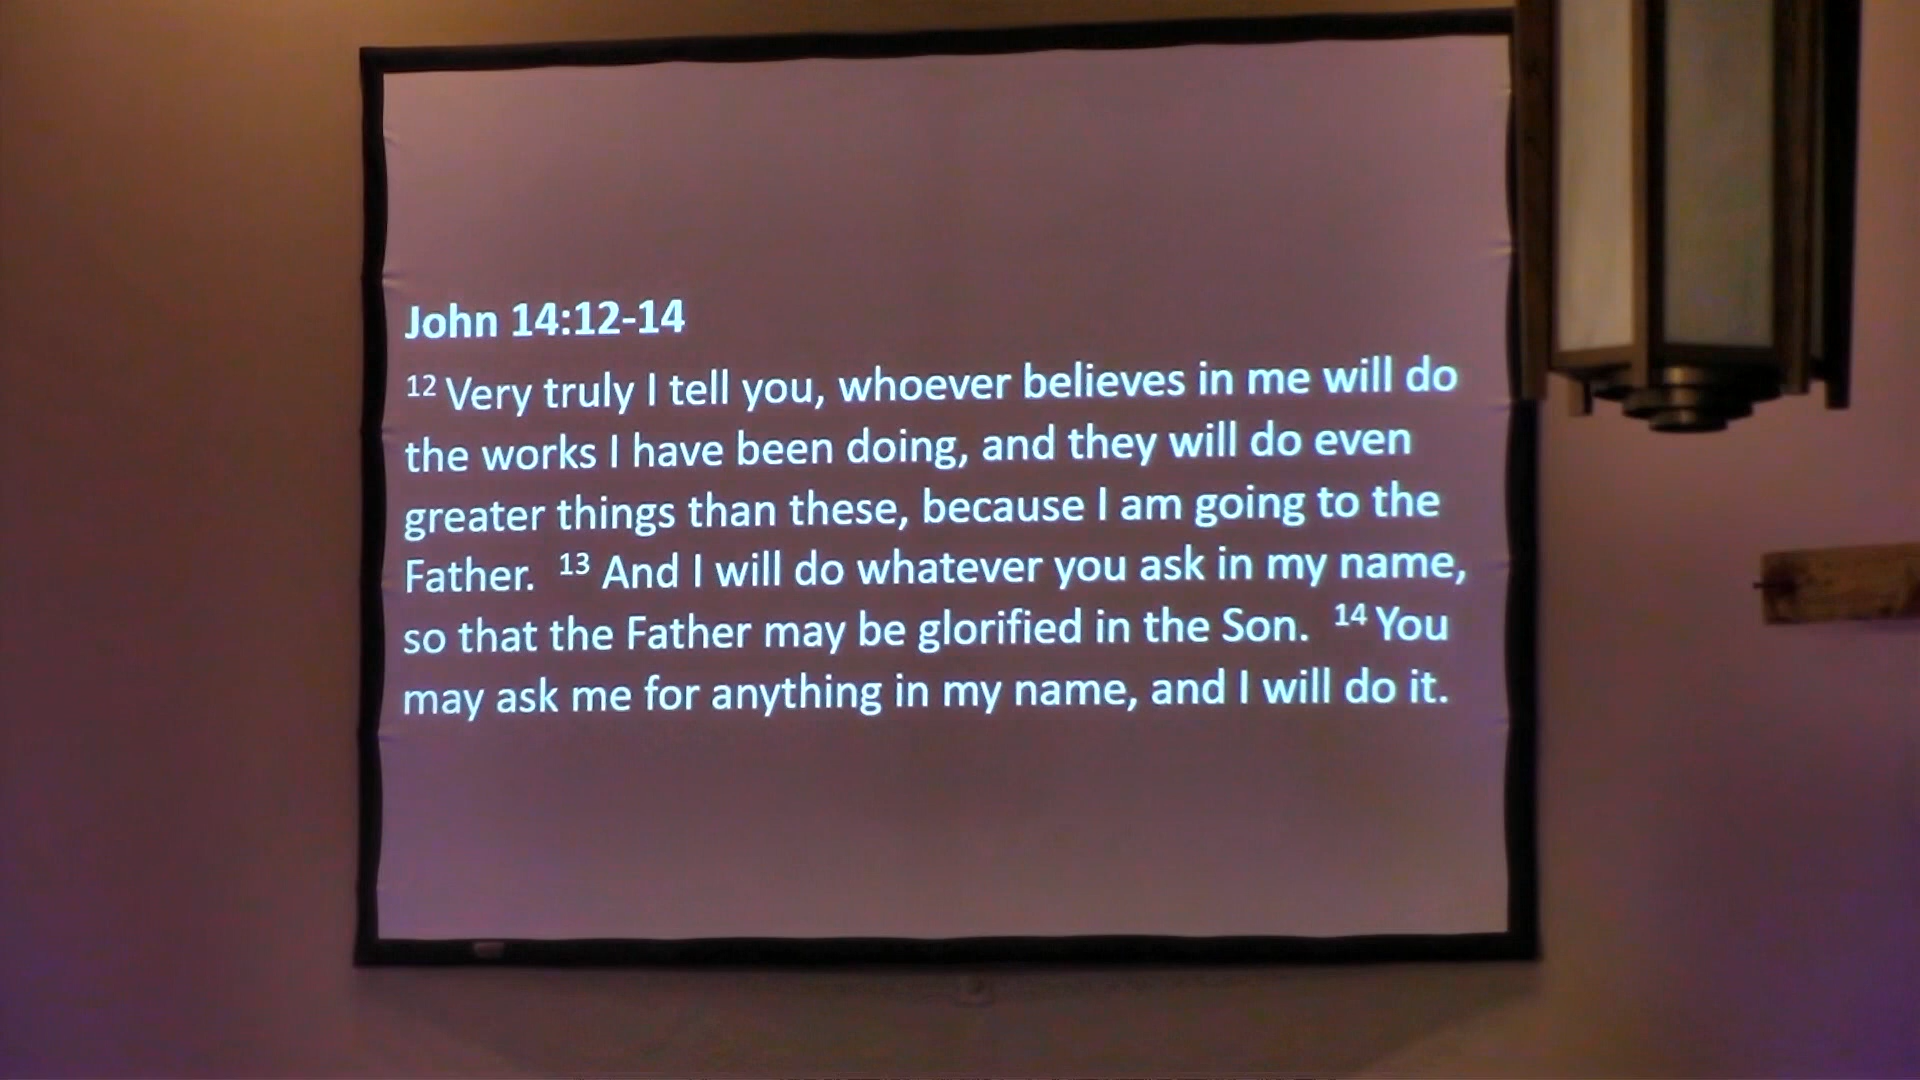 John 14:12-14
12 Very truly I tell you, whoever believes in me will do
the works I have been doing, and they will do even
greater things than these, because I am going to the
Father. 13 And I will do whatever you ask in my name,
so that the Father may be glorified in the Son. 14 You
may ask me for anything in my name, and I will do it.